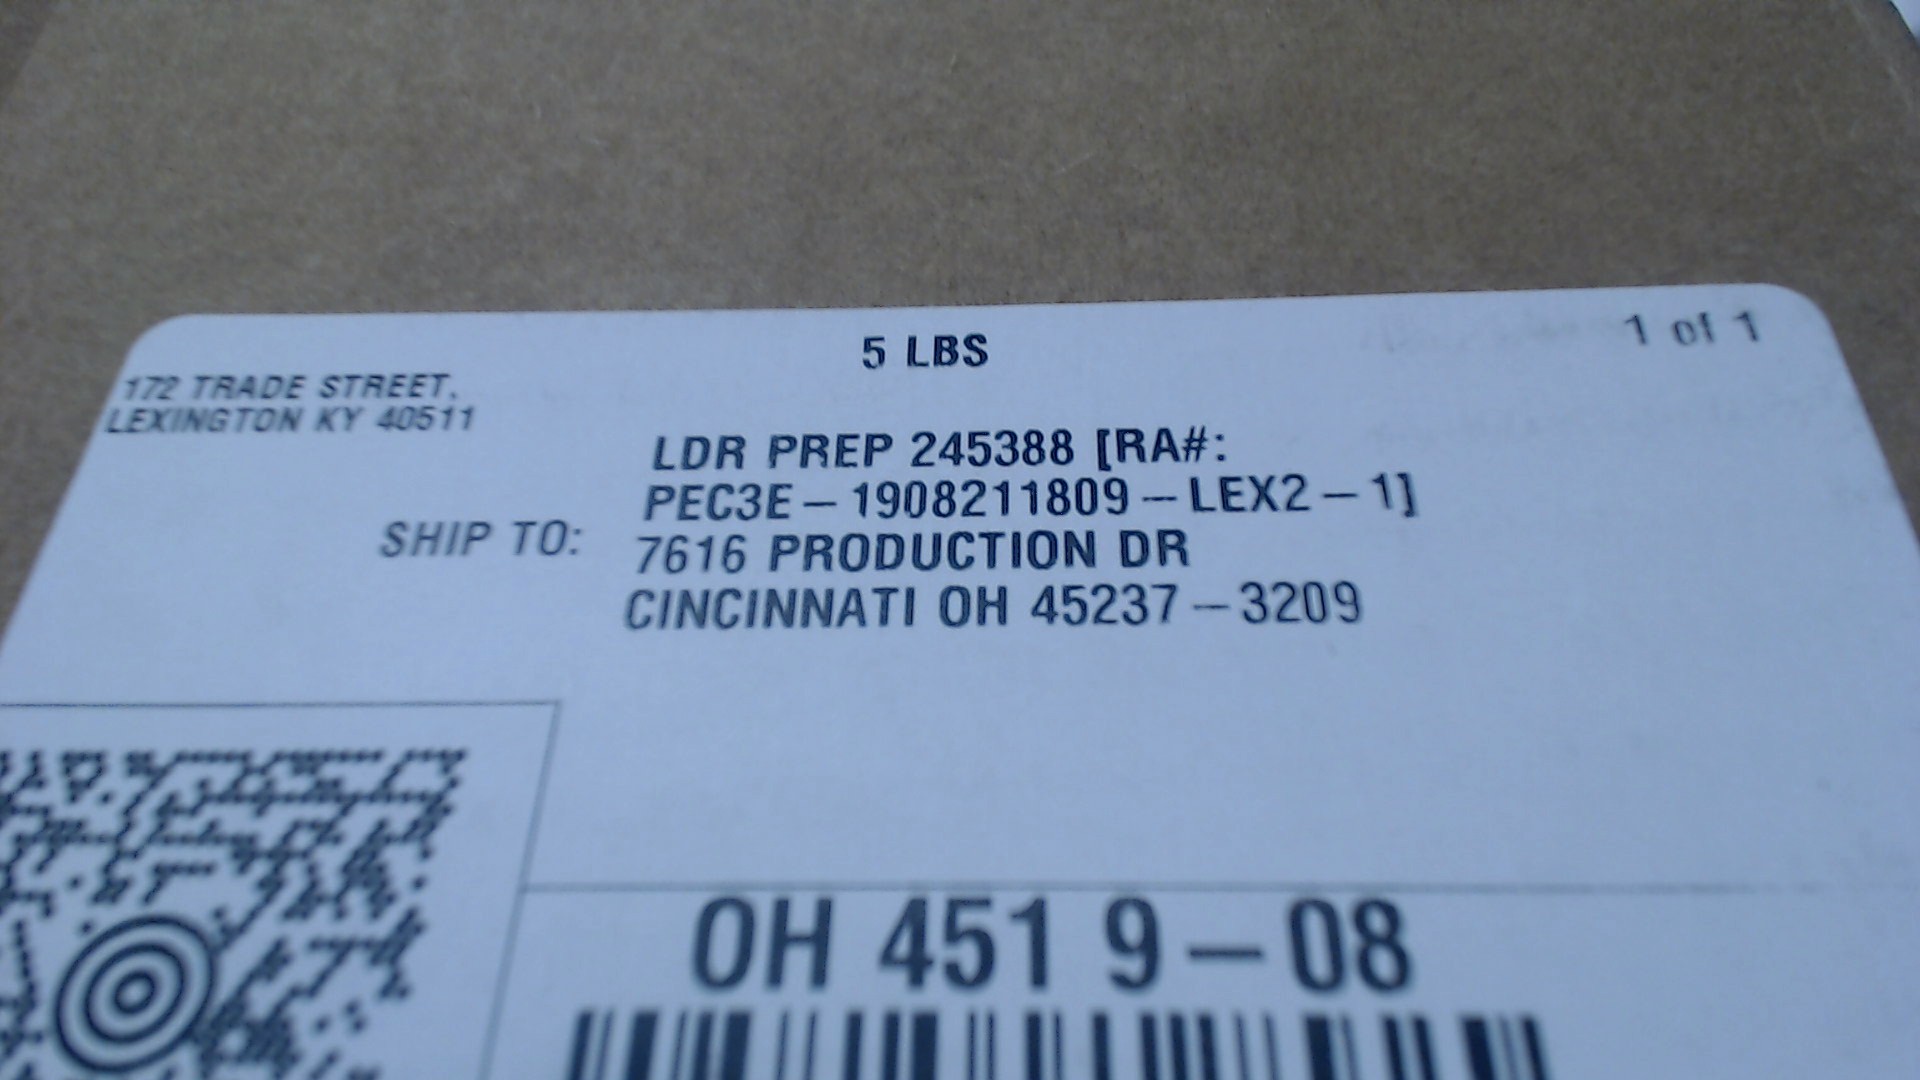 5 LBS
1 of 1
172 TRADE STREET,
LEXINGTON KY 40511
SHIP TO:
LDR PREP 245388 [RA#:
PEC3E-1908211809-LEX2-1]
7616 PRODUCTION DR
CINCINNATI OH 45237-3209
OH 451 9-08